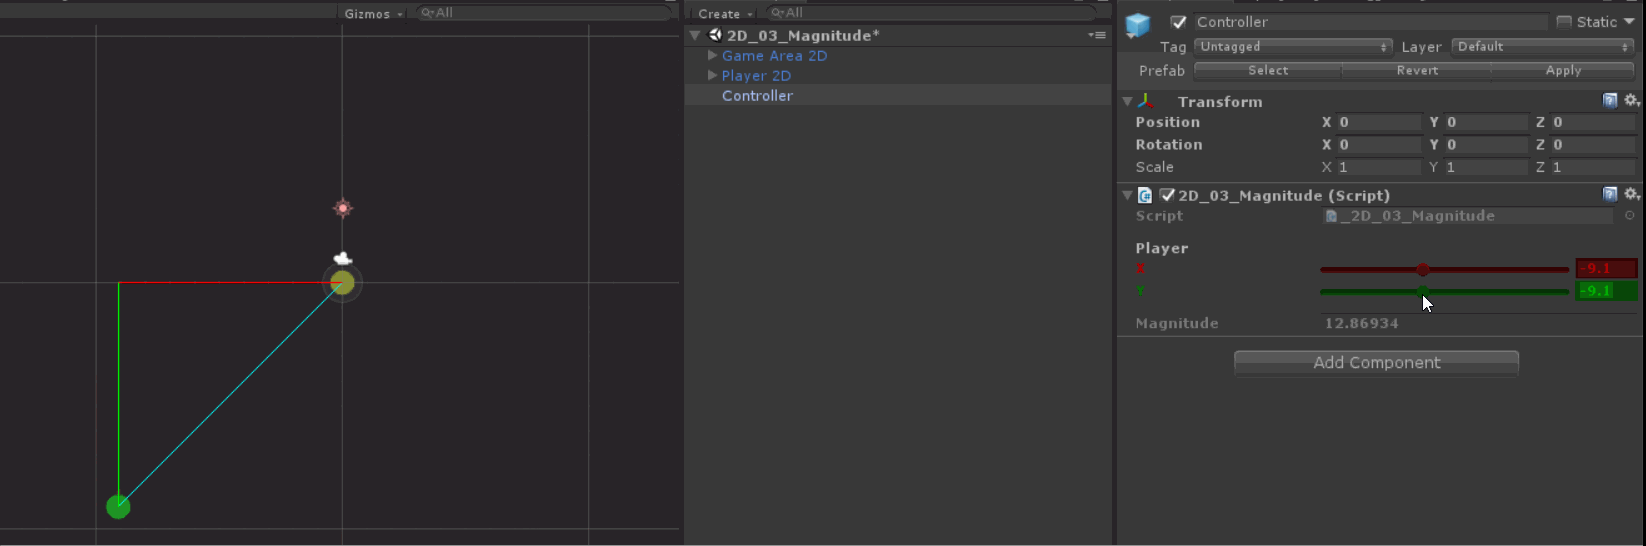 Gizmos
All
Create
All
2D_03_Magnitude*
Game Area 2D
Player 2D
Controller
Controller
Static
Tag Untagged Layer Default
Prefab Select Revert Apply
Transform
Position X 0 Y 0 Z 0
Rotation X 0 Y 0 Z 0
Scale X 1 Y 1 Z 1
2D_03_Magnitude (Script)
Script _2D_03_Magnitude
Player
X -9.1
Y -9.1
Magnitude 12.86934
Add Component